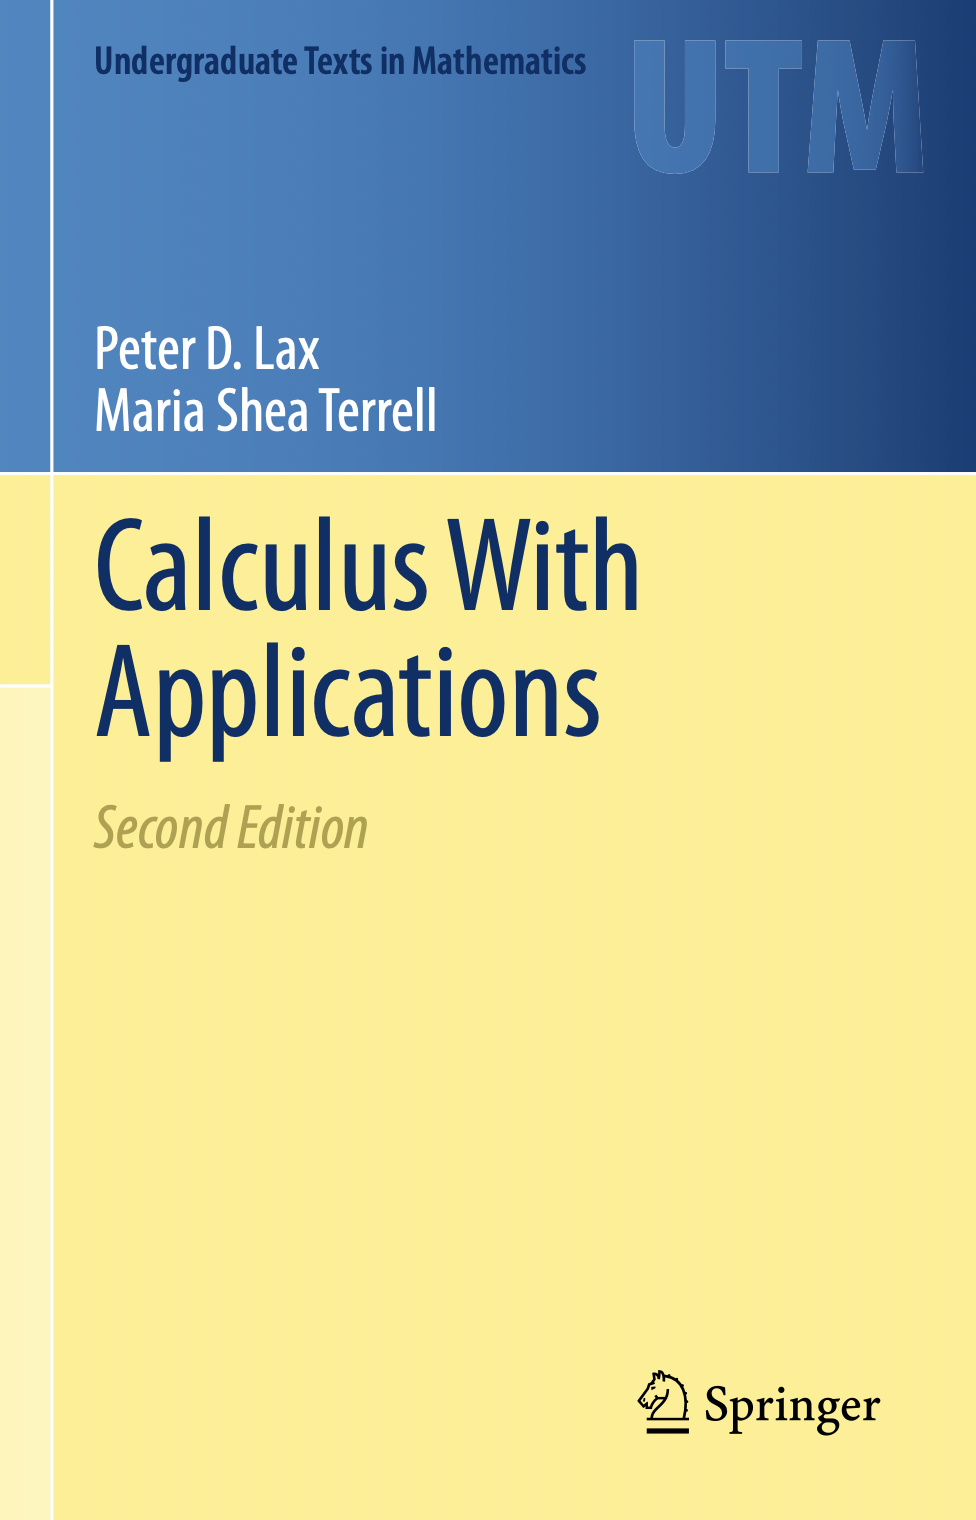 Undergraduate Texts in Mathematics
UTM
Peter D. Lax
Maria Shea Terrell
Calculus With
Applications
Second Edition
Springer